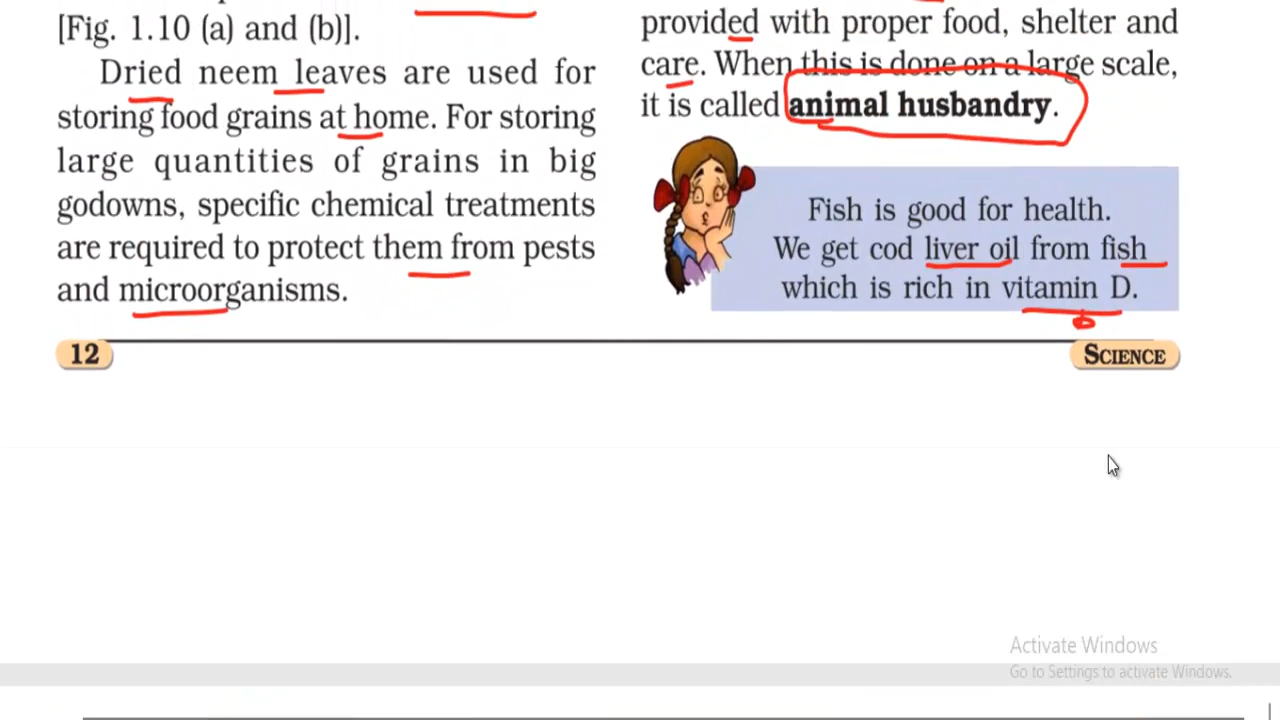 [Fig. 1.10 (a) and (b)].
Dried neem leaves are used for
storing food grains at home. For storing
large quantities of grains in big
godowns, specific chemical treatments
are required to protect them from pests
and microorganisms.
provided with proper food, shelter and
care. When this is done on a large scale,
it is called animal husbandry.
Fish is good for health.
We get cod liver oil from fish
which is rich in vitamin D.
12
SCIENCE
Activate Windows
Go to Settings to activate Windows.